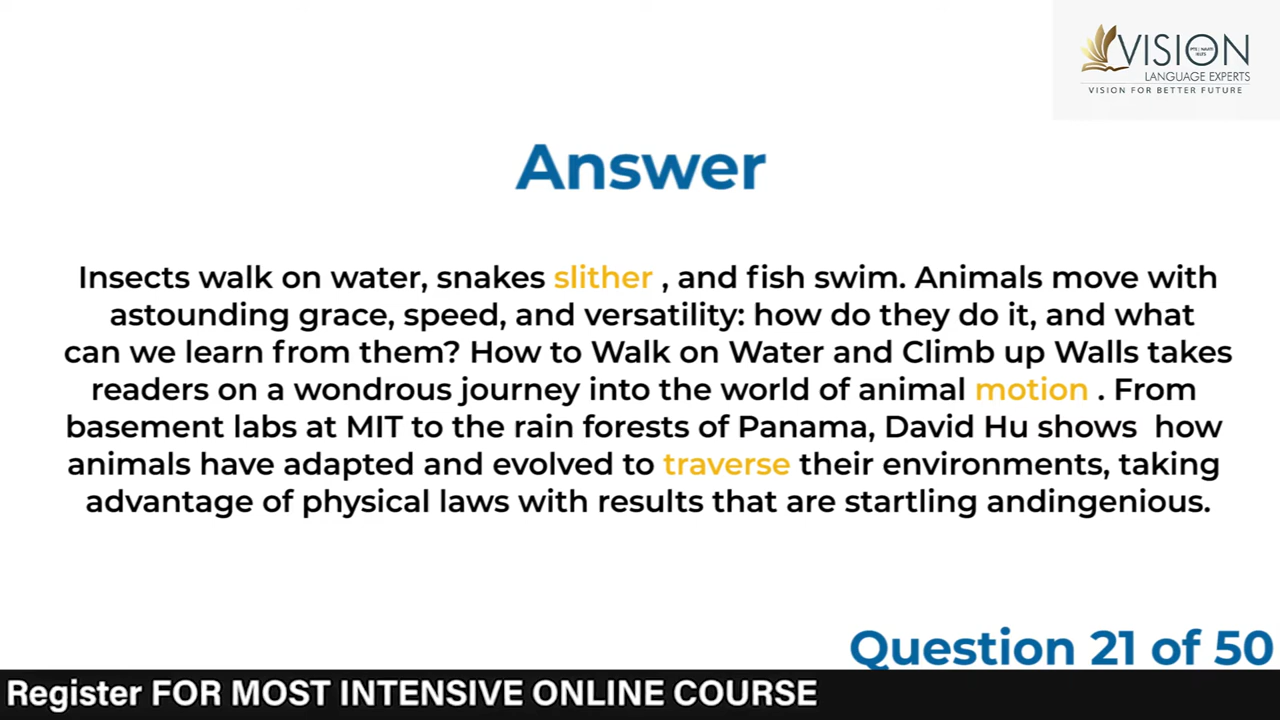 VISION
LANGUAGE EXPERTS
VISION FOR BETTER FUTURE
Answer
Insects walk on water, snakes slither , and fish swim. Animals move with
astounding grace, speed, and versatility: how do they do it, and what
can we learn from them? How to Walk on Water and Climb up Walls takes
readers on a wondrous journey into the world of animal motion . From
basement labs at MIT to the rain forests of Panama, David Hu shows  how
animals have adapted and evolved to traverse their environments, taking
advantage of physical laws with results that are startling andingenious.
Question 21 of 50
Register FOR MOST INTENSIVE ONLINE COURSE